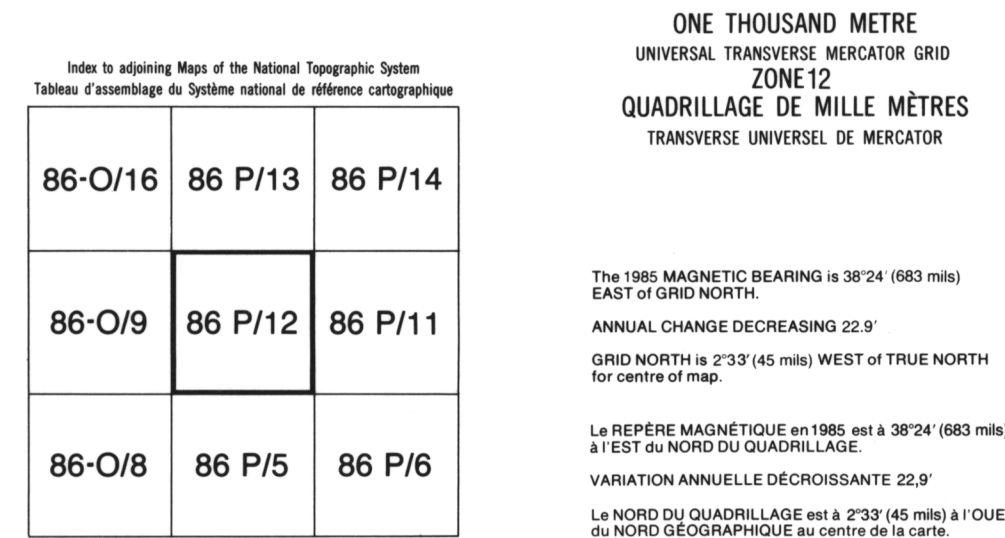 Index to adjoining Maps of the National Topographic System
Tableau d'assemblage du Système national de référence cartographique
86-O/16 86 P/13 86 P/14
86-O/9 86 P/12 86 P/11
86-O/8 86 P/5 86 P/6
ONE THOUSAND METRE
UNIVERSAL TRANSVERSE MERCATOR GRID
ZONE 12
QUADRILLAGE DE MILLE MÈTRES
TRANSVERSE UNIVERSEL DE MERCATOR
The 1985 MAGNETIC BEARING is 38°24′ (683 mils)
EAST of GRID NORTH.
ANNUAL CHANGE DECREASING 22.9′
GRID NORTH is 2°33′ (45 mils) WEST of TRUE NORTH
for centre of map.
Le REPÈRE MAGNÉTIQUE en 1985 est à 38°24′ (683 mils)
à l'EST du NORD DU QUADRILLAGE.
VARIATION ANNUELLE DÉCROISSANTE 22,9′
Le NORD DU QUADRILLAGE est à 2°33′ (45 mils) à l'OUE
du NORD GÉOGRAPHIQUE au centre de la carte.